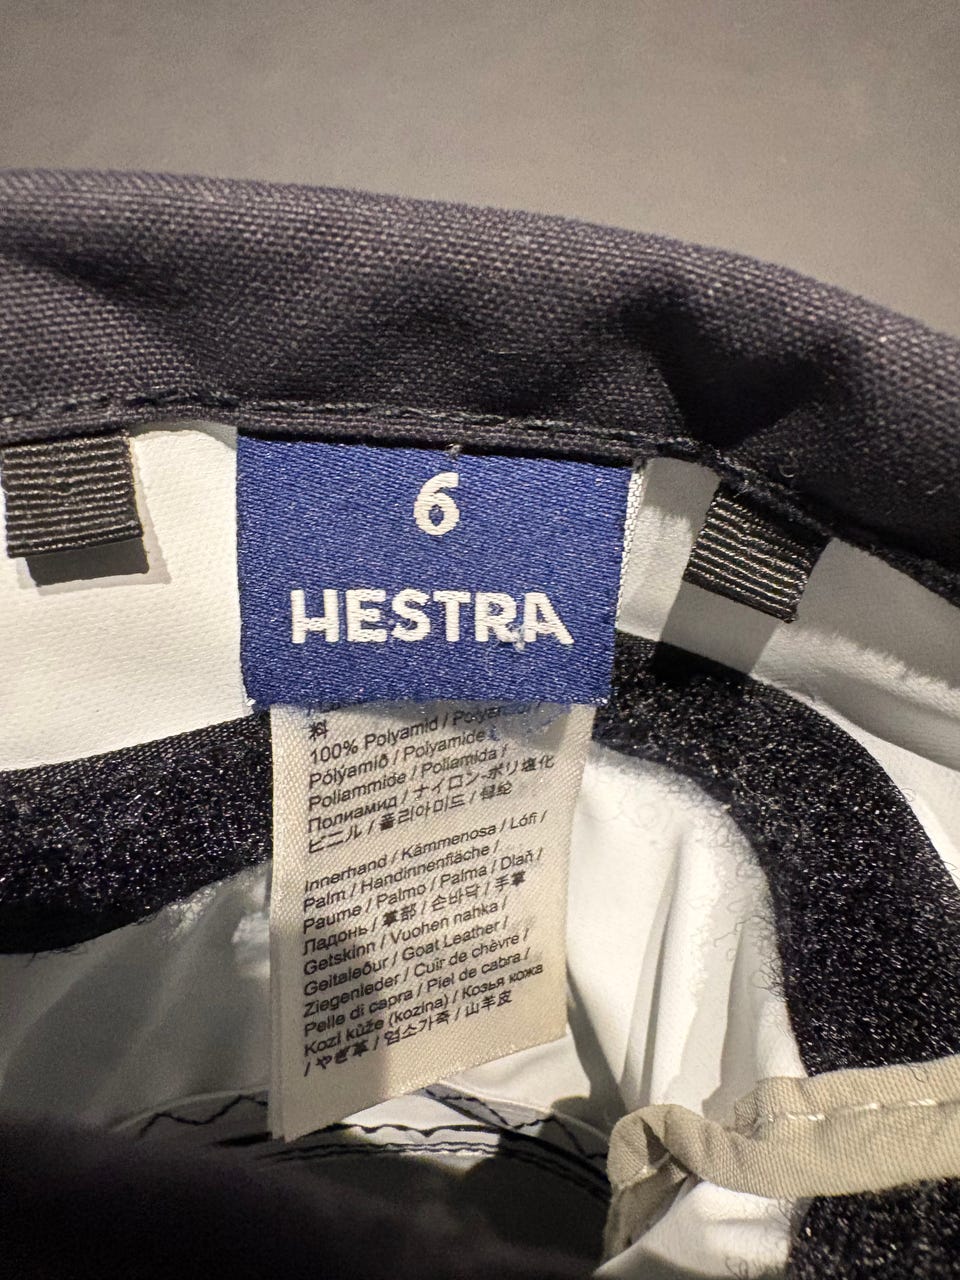 6
HESTRA
料
100% Polyamid / Polyester /
Pólýamið / Polyamide /
Poliammide / Poliamida /
Полиамид / ナイロン-ポリ塩化
ビニル / 폴리아미드 / 锦纶
Innerhand / Kämmenosa / Lófi /
Palm / Handinnenfläche /
Paume / Palmo / Palma / Dlaň /
Ладонь / 掌部 / 손바닥 / 手掌
Getskinn / Vuohen nahka /
Geitaleður / Goat Leather /
Ziegenleder / Cuir de chèvre /
Pelle di capra / Piel de cabra /
Kozí kůže (kozina) / Козья кожа
/ やぎ革 / 염소가죽 / 山羊皮